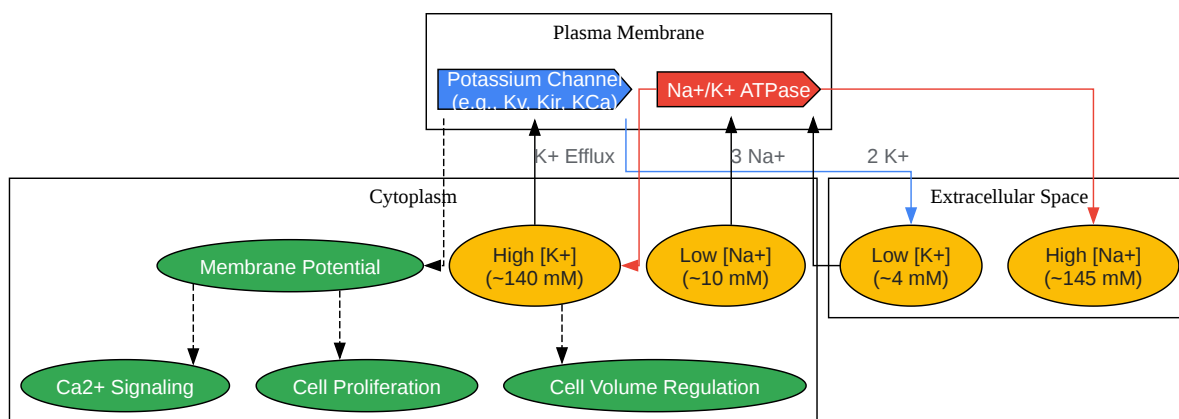 Plasma Membrane
Potassium Channel
(e.g., Kv, Kir, KCa)
Na+/K+ ATPase
K+ Efflux
3 Na+
2 K+
Cytoplasm
Extracellular Space
Membrane Potential
High [K+]
(~140 mM)
Low [Na+]
(~10 mM)
Low [K+]
(~4 mM)
High [Na+]
(~145 mM)
Ca2+ Signaling
Cell Proliferation
Cell Volume Regulation